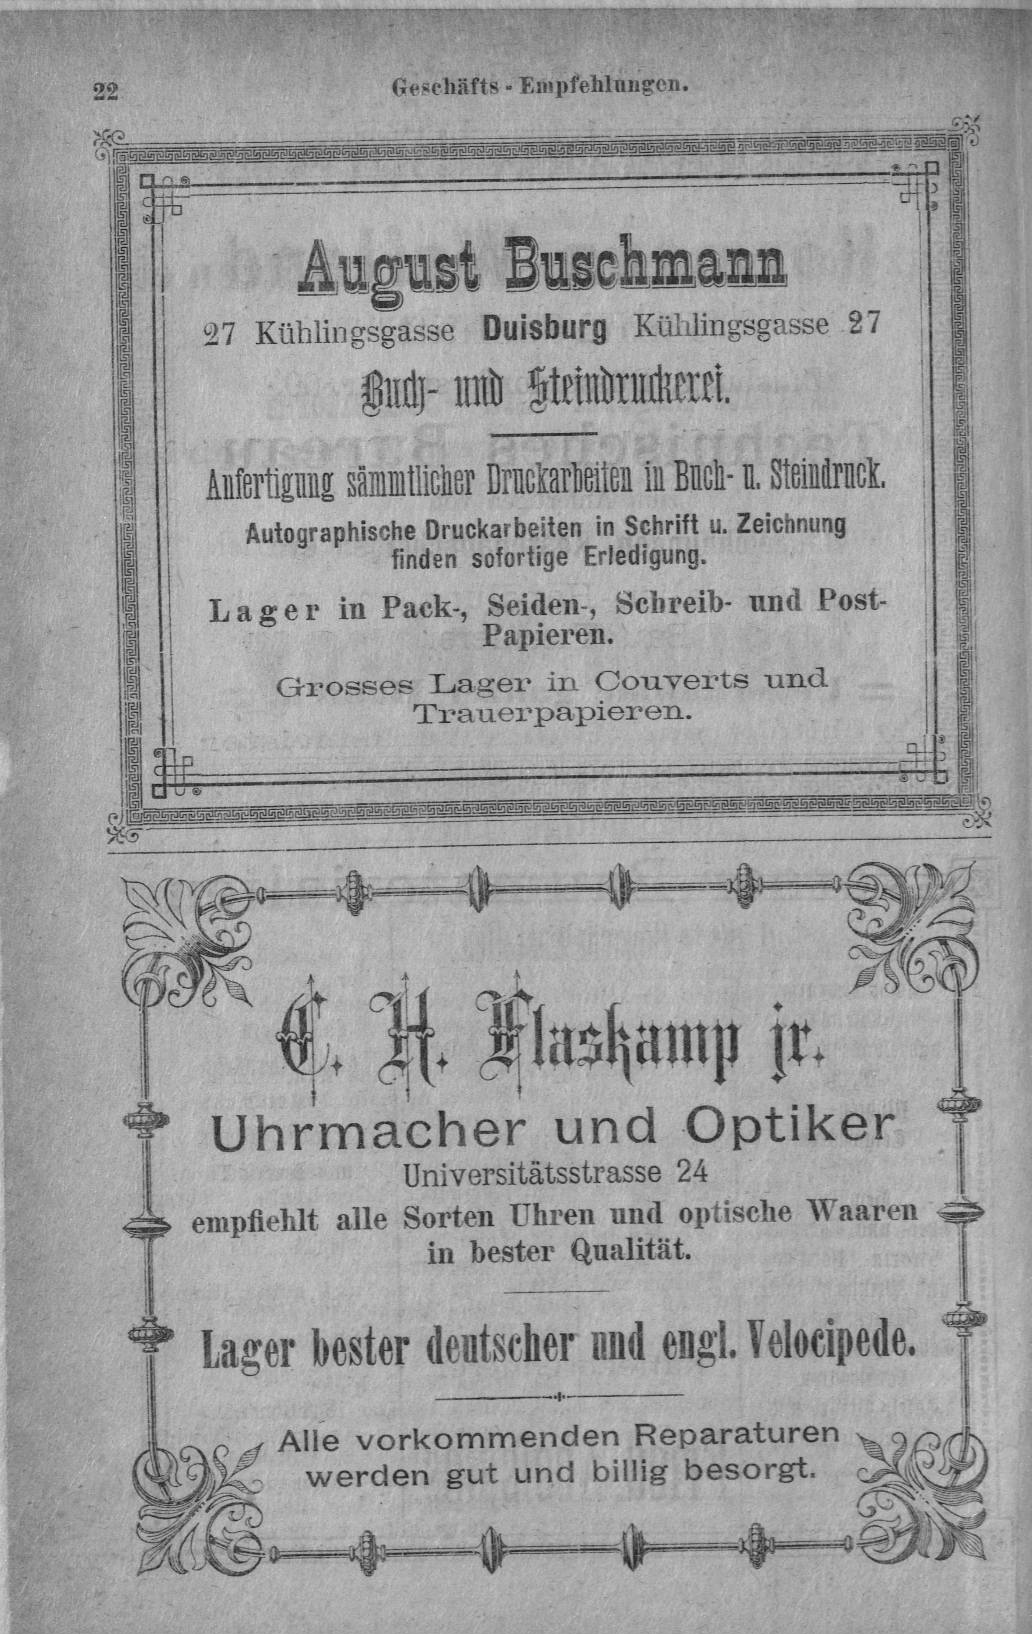 22
Geschäfts - Empfehlungen.
August Buschmann
27 Kühlingsgasse Duisburg Kühlingsgasse 27
Buch- und Steindruckerei.
Anfertigung sämmtlicher Druckarbeiten in Buch- u. Steindruck.
Autographische Druckarbeiten in Schrift u. Zeichnung
finden sofortige Erledigung.
Lager in Pack-, Seiden-, Schreib- und Post-
Papieren.
Grosses Lager in Couverts und
Trauerpapieren.
C. H. Flaskamp jr.
Uhrmacher und Optiker
Universitätsstrasse 24
empfiehlt alle Sorten Uhren und optische Waaren
in bester Qualität.
Lager bester deutscher und engl. Velocipede.
Alle vorkommenden Reparaturen
werden gut und billig besorgt.